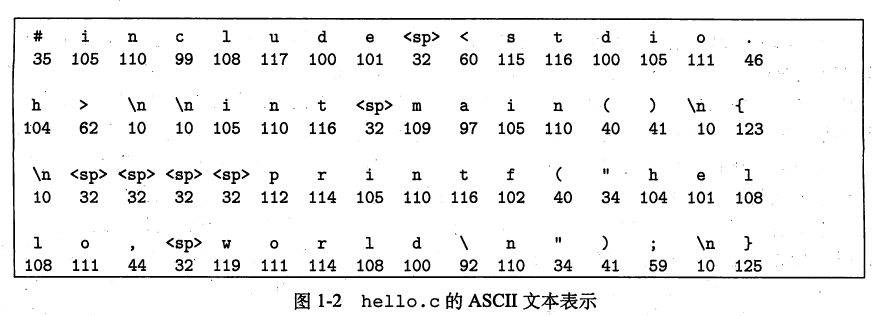 # i n c l u d e <sp> < s t d i o .
35 105 110 99 108 117 100 101 32 60 115 116 100 105 111 46
h > \n \n i n t <sp> m a i n ( ) \n {
104 62 10 10 105 110 116 32 109 97 105 110 40 41 10 123
\n <sp> <sp> <sp> <sp> p r i n t f ( " h e l
10 32 32 32 32 112 114 105 110 116 102 40 34 104 101 108
l o , <sp> w o r l d \ n " ) ; \n }
108 111 44 32 119 111 114 108 100 92 110 34 41 59 10 125
图 1-2 hello.c 的 ASCII 文本表示